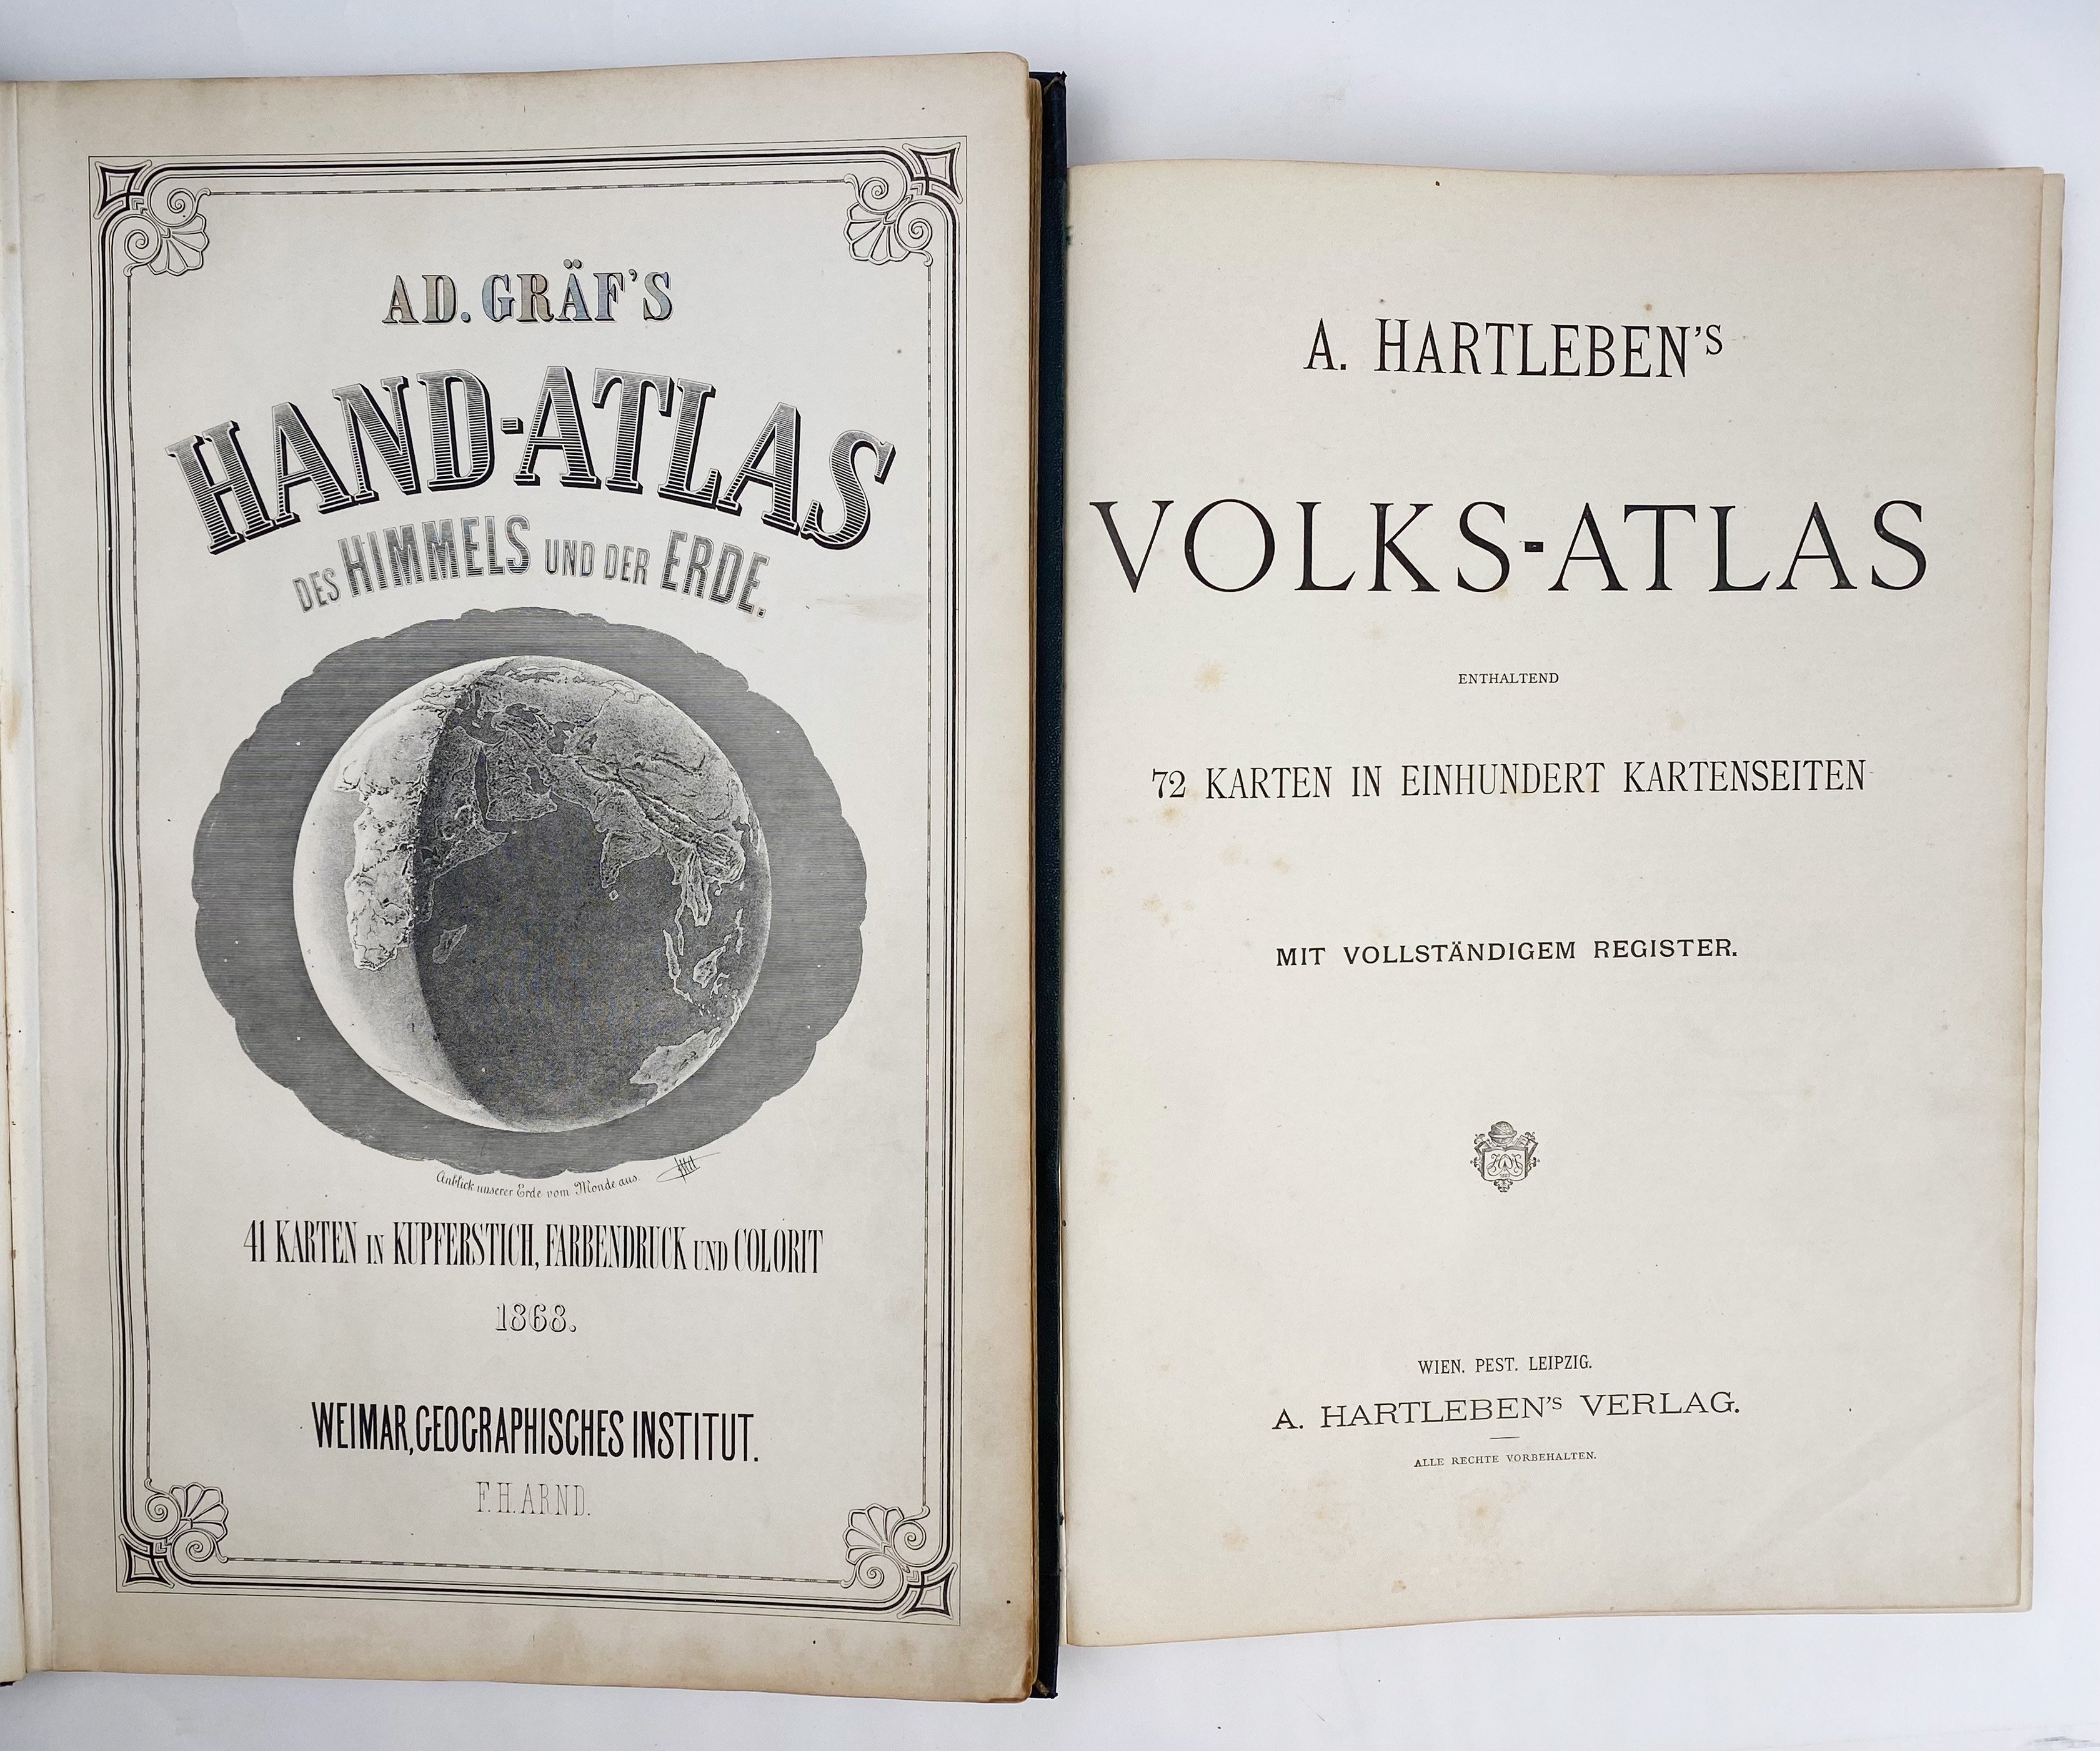 AD. GRÄF'S
HAND-ATLAS
DES HIMMELS UND DER ERDE.
Anblick unserer Erde vom Monde aus.
41 KARTEN IN KUPFERSTICH, FARBENDRUCK UND COLORIT
1868.
WEIMAR, GEOGRAPHISCHES INSTITUT.
F. H. ARND.
A. HARTLEBEN'S
VOLKS-ATLAS
ENTHALTEND
72 KARTEN IN EINHUNDERT KARTENSEITEN
MIT VOLLSTÄNDIGEM REGISTER.
WIEN. PEST. LEIPZIG.
A. HARTLEBEN'S VERLAG.
ALLE RECHTE VORBEHALTEN.